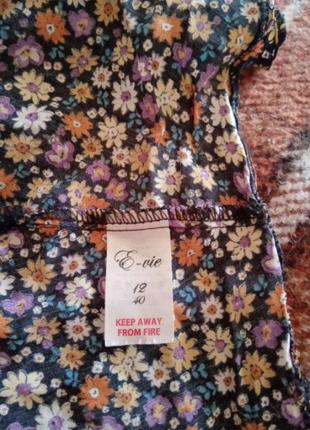 E-vie
12
40
KEEP AWAY
FROM FIRE